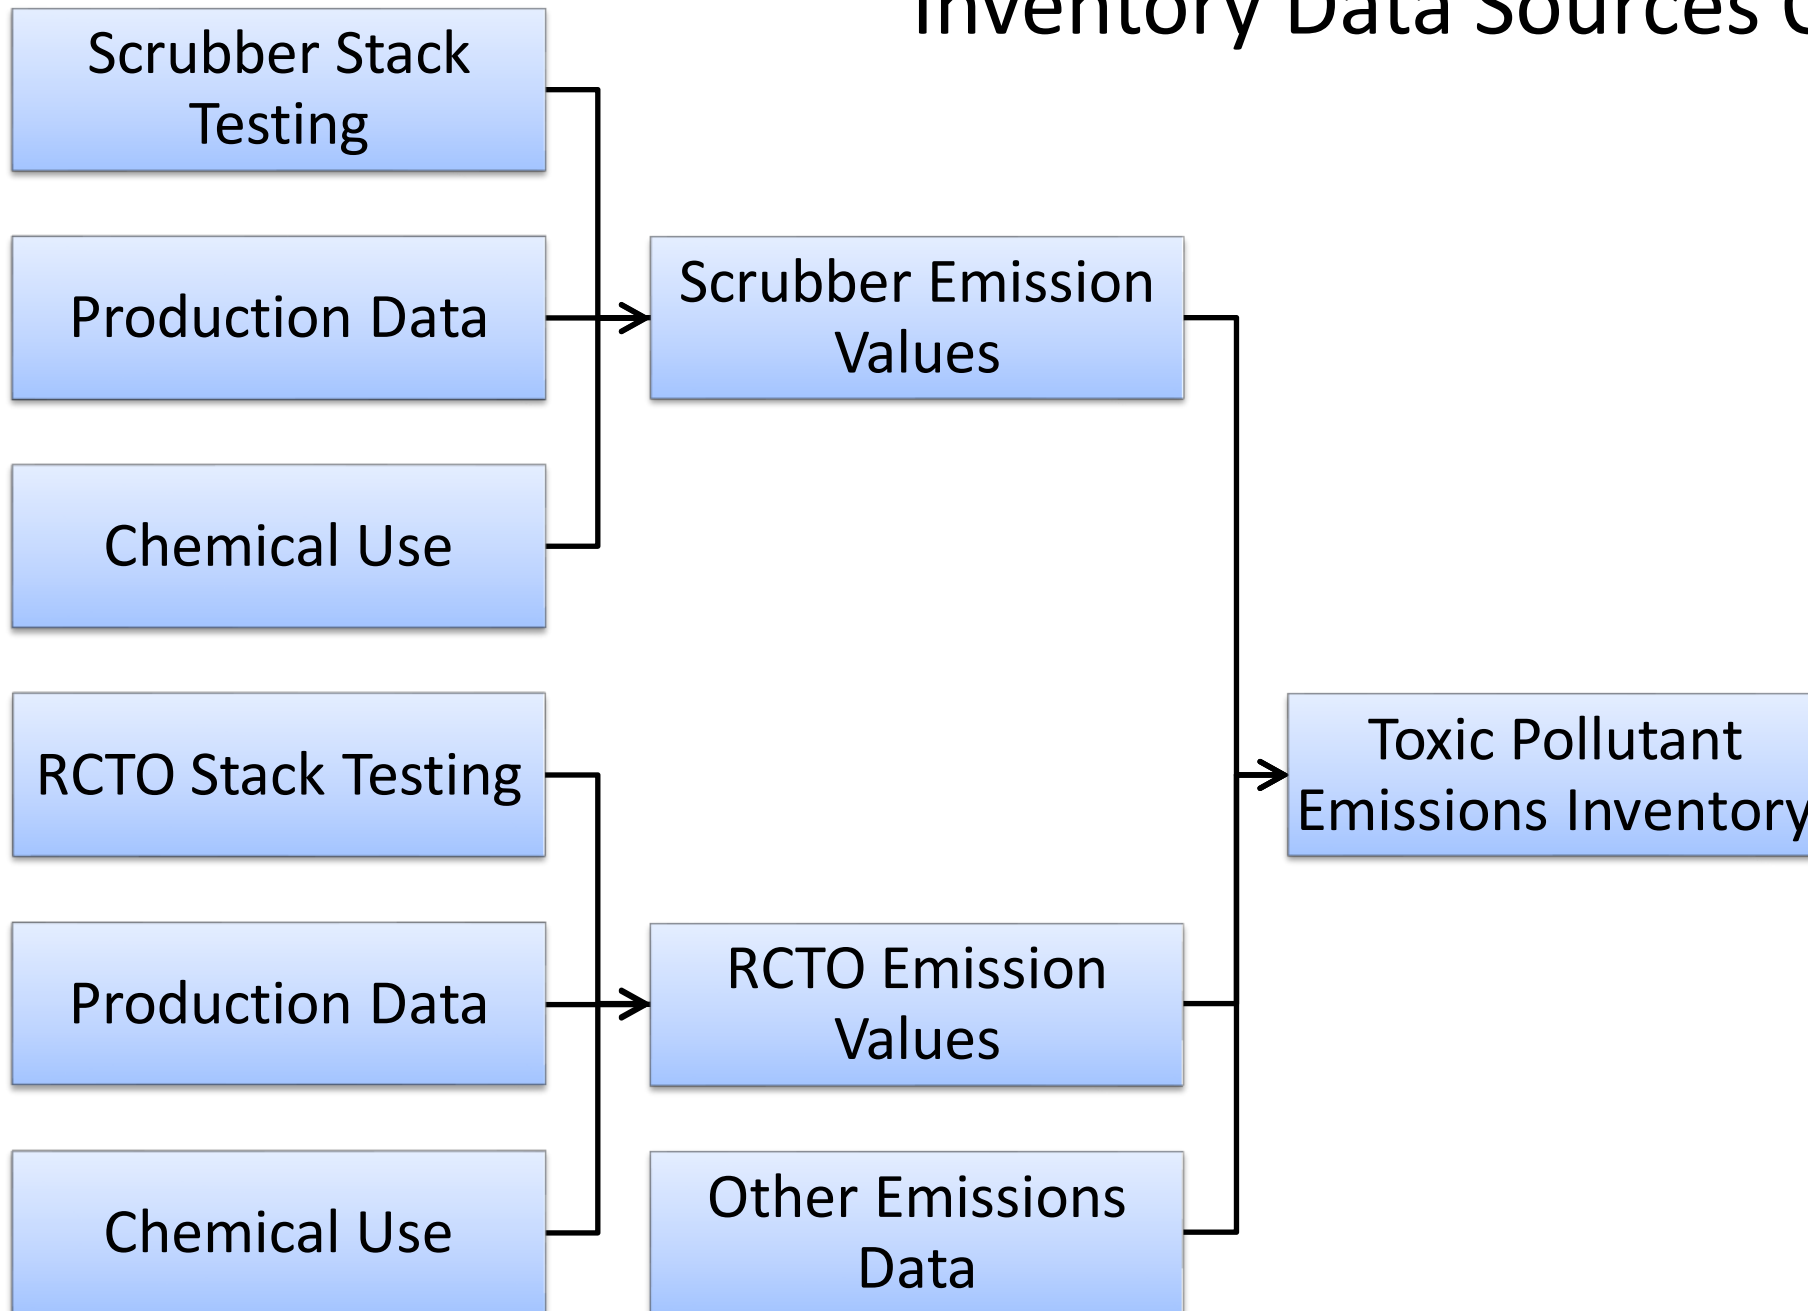 Inventory Data Sources
Scrubber Stack
Testing
Production Data
Scrubber Emission
Values
Chemical Use
RCTO Stack Testing
Toxic Pollutant
Emissions Inventory
Production Data
RCTO Emission
Values
Chemical Use
Other Emissions
Data